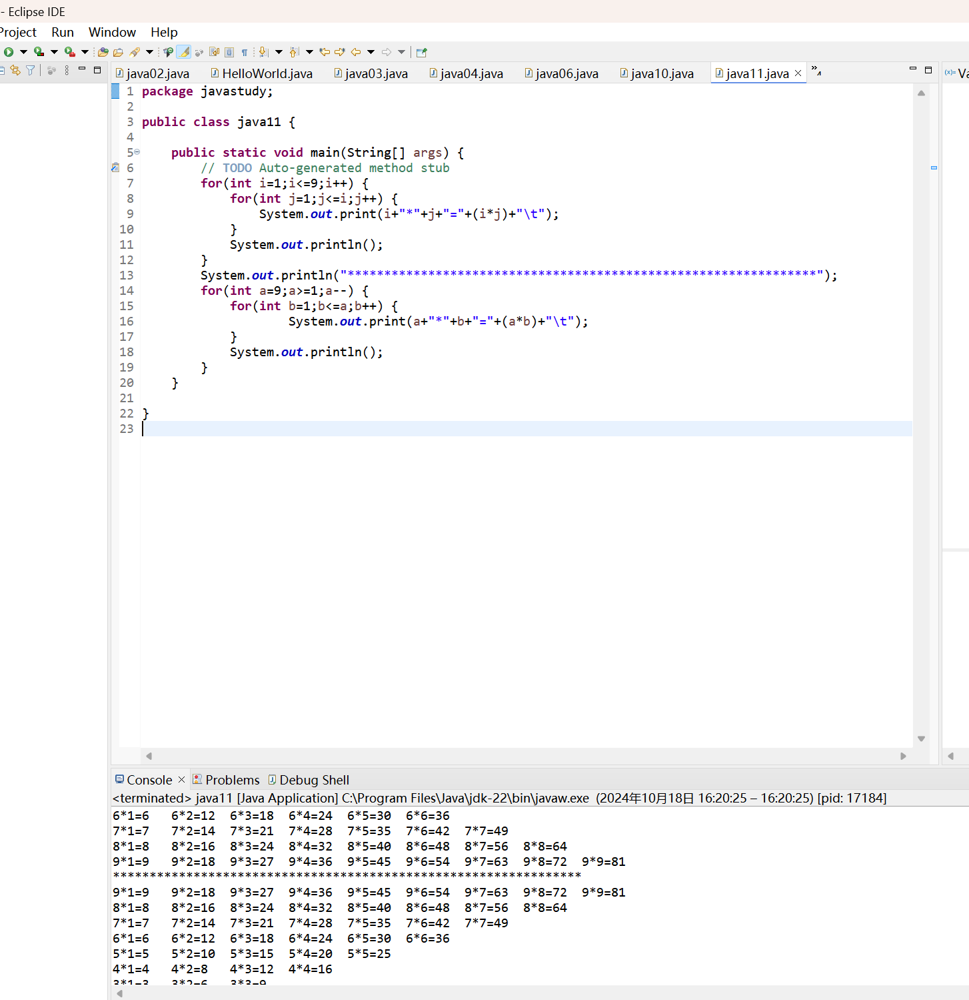 - Eclipse IDE
Project Run Window Help
java02.java HelloWorld.java java03.java java04.java java06.java java10.java java11.java
1 package javastudy;
2
3 public class java11 {
4
5 public static void main(String[] args) {
6 // TODO Auto-generated method stub
7 for(int i=1;i<=9;i++) {
8 for(int j=1;j<=i;j++) {
9 System.out.print(i+"*"+j+"="+(i*j)+"\t");
10 }
11 System.out.println();
12 }
13 System.out.println("****************************************************************");
14 for(int a=9;a>=1;a--) {
15 for(int b=1;b<=a;b++) {
16 System.out.print(a+"*"+b+"="+(a*b)+"\t");
17 }
18 System.out.println();
19 }
20 }
21
22 }
23
Console Problems Debug Shell
<terminated> java11 [Java Application] C:\Program Files\Java\jdk-22\bin\javaw.exe (2024年10月18日 16:20:25 – 16:20:25) [pid: 17184]
6*1=6 6*2=12 6*3=18 6*4=24 6*5=30 6*6=36
7*1=7 7*2=14 7*3=21 7*4=28 7*5=35 7*6=42 7*7=49
8*1=8 8*2=16 8*3=24 8*4=32 8*5=40 8*6=48 8*7=56 8*8=64
9*1=9 9*2=18 9*3=27 9*4=36 9*5=45 9*6=54 9*7=63 9*8=72 9*9=81
****************************************************************
9*1=9 9*2=18 9*3=27 9*4=36 9*5=45 9*6=54 9*7=63 9*8=72 9*9=81
8*1=8 8*2=16 8*3=24 8*4=32 8*5=40 8*6=48 8*7=56 8*8=64
7*1=7 7*2=14 7*3=21 7*4=28 7*5=35 7*6=42 7*7=49
6*1=6 6*2=12 6*3=18 6*4=24 6*5=30 6*6=36
5*1=5 5*2=10 5*3=15 5*4=20 5*5=25
4*1=4 4*2=8 4*3=12 4*4=16
3*1=3 3*2=6 3*3=9